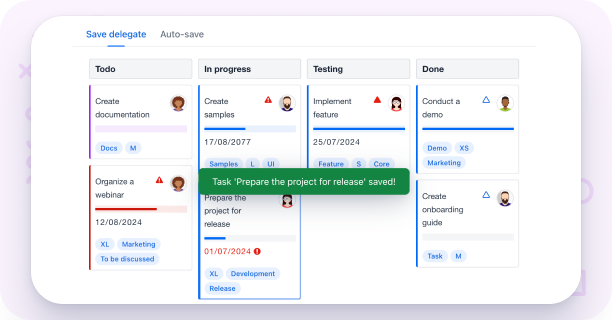 Save delegate
Auto-save
Todo
Create
documentation
Docs M
Organize a
webinar
12/08/2024
XL Marketing
To be discussed
In progress
Create
samples
17/08/2077
Samples L UI
Task 'Prepare the project for release' saved!
Prepare the
project for
release
01/07/2024
XL Development
Release
Testing
Implement
feature
25/07/2024
Feature S Core
Done
Conduct a
demo
Demo XS
Marketing
Create
onboarding
guide
Task M